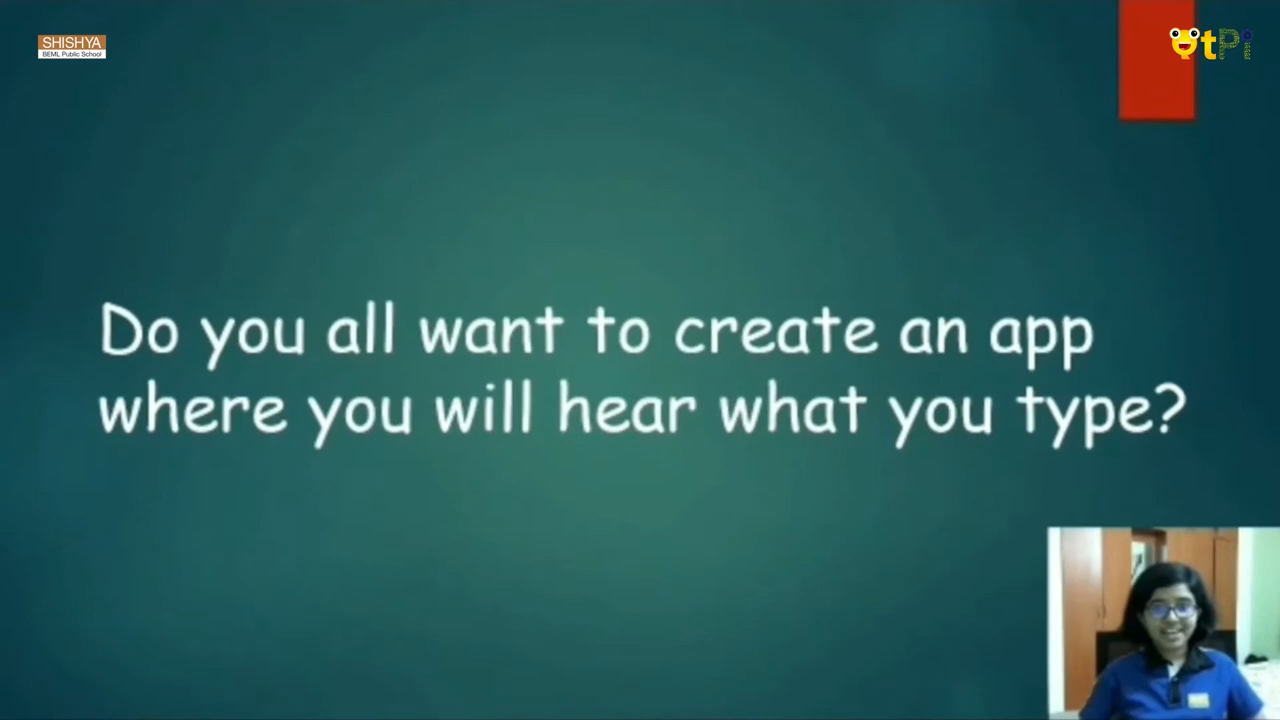 SHISHYA
BEML Public School
QtPi
Do you all want to create an app
where you will hear what you type?